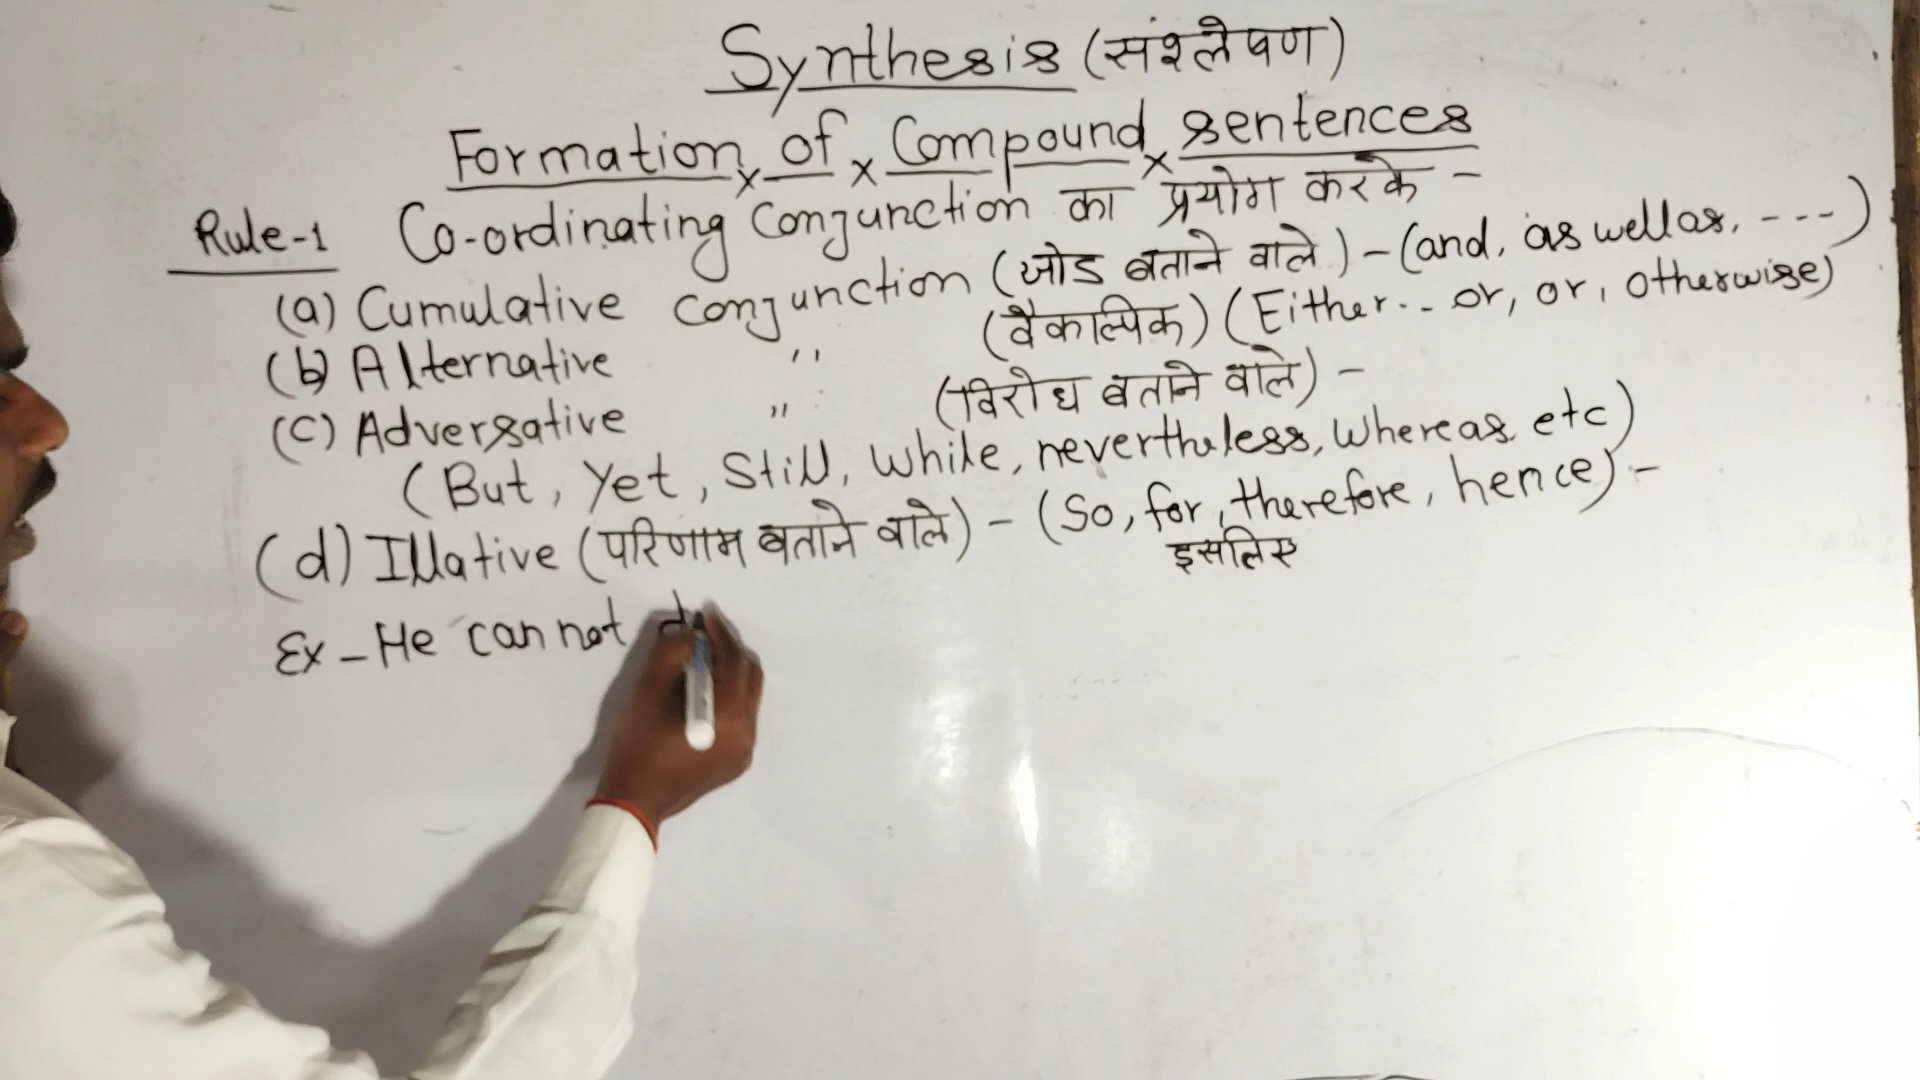 Synthesis (संश्लेषण)
Formation of Compound sentences
Rule-1 Co-ordinating Conjunction का प्रयोग करके -
(a) Cumulative conjunction (जोड बताने वाले) - (and, as well as, ---)
(b) Alternative " (वैकल्पिक) (Either... or, or, otherwise)
(c) Adversative " (विरोध बताने वाले) -
(But, Yet, Still, While, nevertheless, Whereas etc)
(d) Illative (परिणाम बताने वाले) - (So, for, therefore, hence) -
इसलिए
Ex - He can not